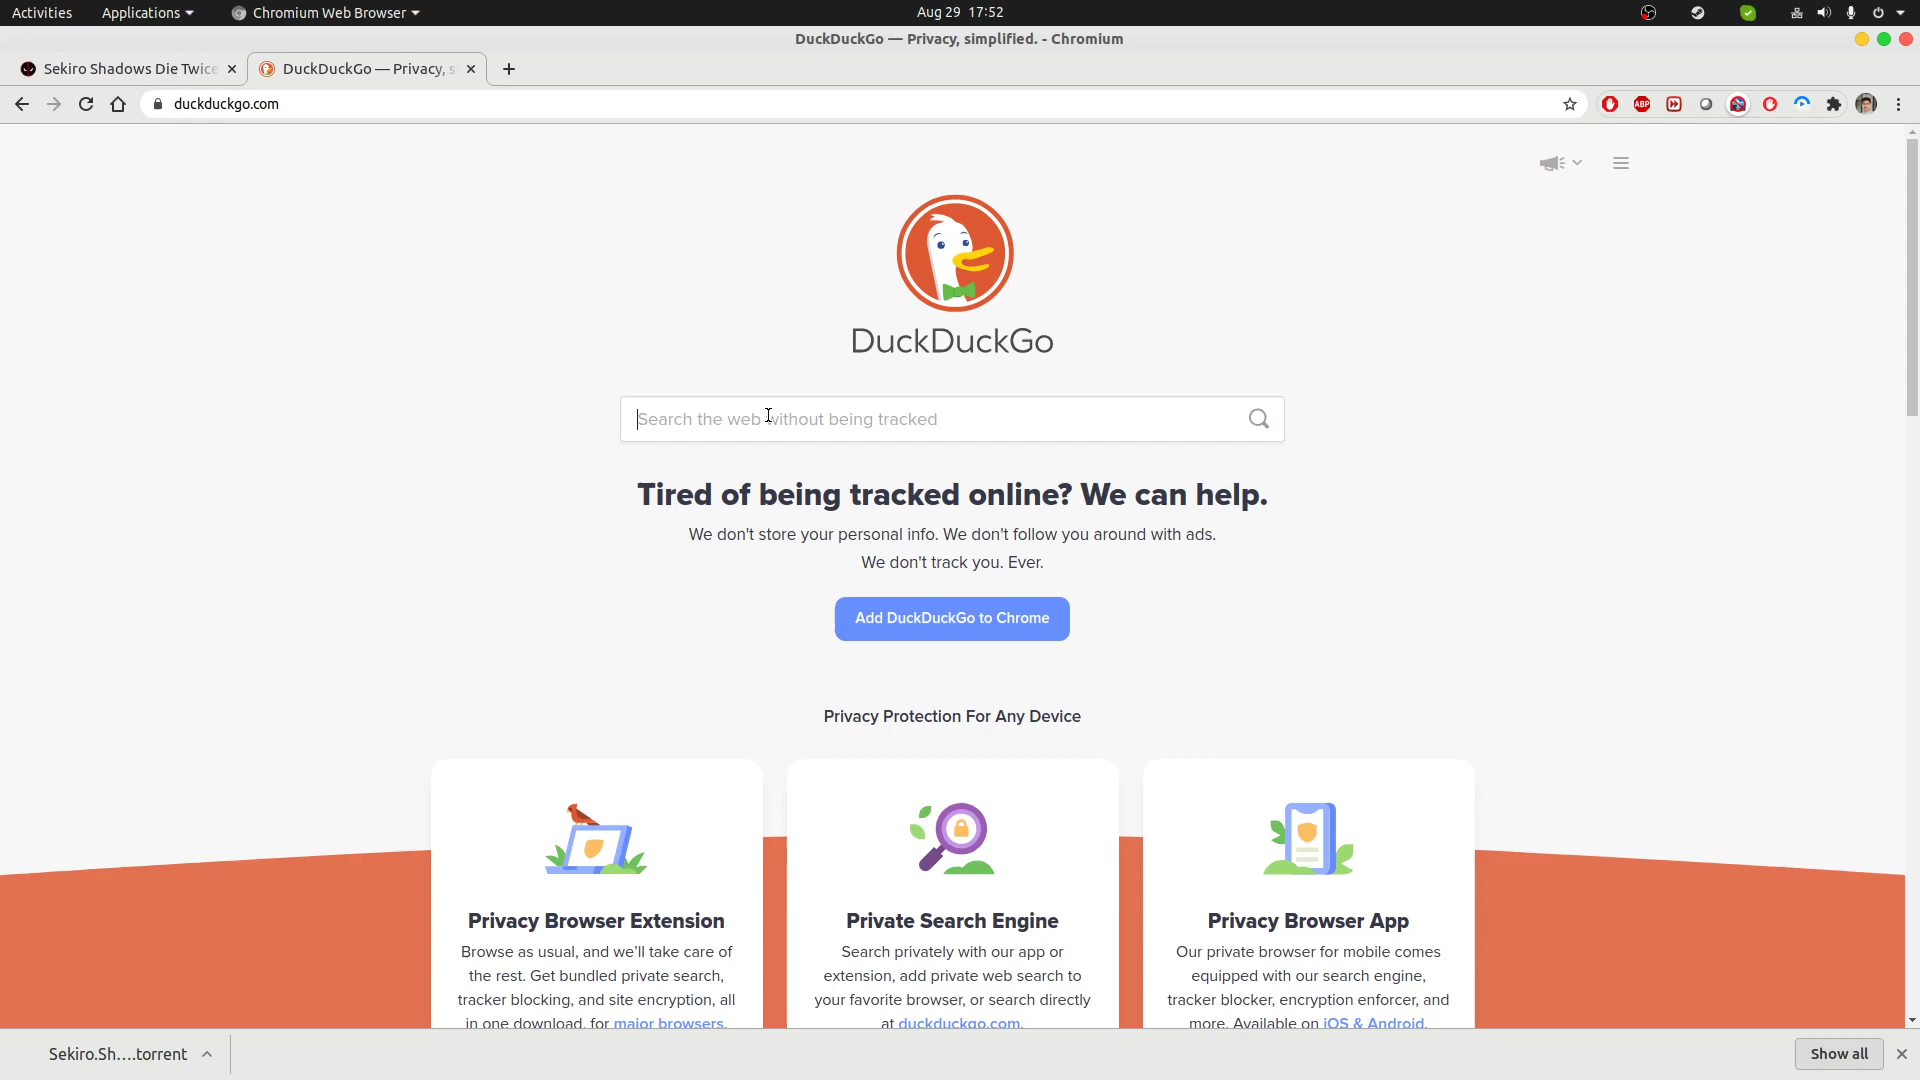 Activities Applications Chromium Web Browser Aug 29 17:52
DuckDuckGo — Privacy, simplified. - Chromium
Sekiro Shadows Die Twice DuckDuckGo — Privacy, s
duckduckgo.com ABP
DuckDuckGo
Search the web without being tracked
Tired of being tracked online? We can help.
We don't store your personal info. We don't follow you around with ads.
We don't track you. Ever.
Add DuckDuckGo to Chrome
Privacy Protection For Any Device
Privacy Browser Extension
Browse as usual, and we'll take care of
the rest. Get bundled private search,
tracker blocking, and site encryption, all
in one download, for major browsers.
Private Search Engine
Search privately with our app or
extension, add private web search to
your favorite browser, or search directly
at duckduckgo.com.
Privacy Browser App
Our private browser for mobile comes
equipped with our search engine,
tracker blocker, encryption enforcer, and
more. Available on iOS & Android.
Sekiro.Sh....torrent Show all